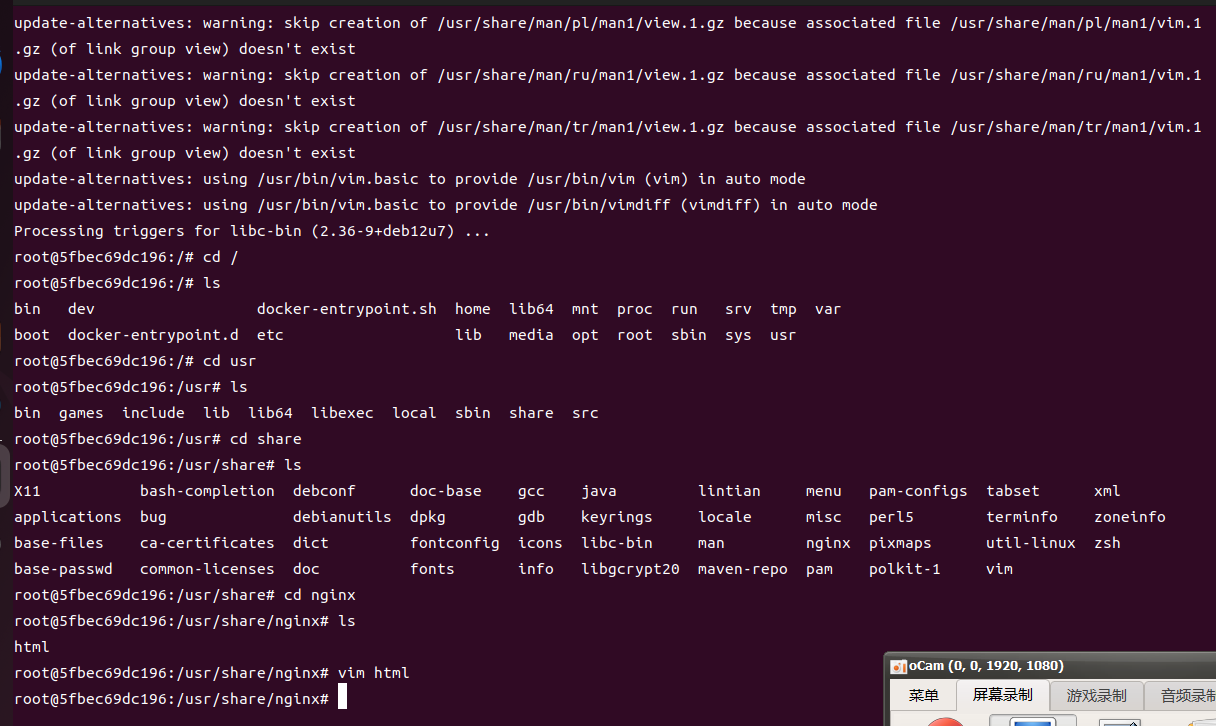 update-alternatives: warning: skip creation of /usr/share/man/pl/man1/view.1.gz because associated file /usr/share/man/pl/man1/vim.1
.gz (of link group view) doesn't exist
update-alternatives: warning: skip creation of /usr/share/man/ru/man1/view.1.gz because associated file /usr/share/man/ru/man1/vim.1
.gz (of link group view) doesn't exist
update-alternatives: warning: skip creation of /usr/share/man/tr/man1/view.1.gz because associated file /usr/share/man/tr/man1/vim.1
.gz (of link group view) doesn't exist
update-alternatives: using /usr/bin/vim.basic to provide /usr/bin/vim (vim) in auto mode
update-alternatives: using /usr/bin/vim.basic to provide /usr/bin/vimdiff (vimdiff) in auto mode
Processing triggers for libc-bin (2.36-9+deb12u7) ...
root@5fbec69dc196:/# cd /
root@5fbec69dc196:/# ls
bin   dev                  docker-entrypoint.sh  home  lib64  mnt  proc  run   srv  tmp  var
boot  docker-entrypoint.d  etc                   lib   media  opt  root  sbin  sys  usr
root@5fbec69dc196:/# cd usr
root@5fbec69dc196:/usr# ls
bin  games  include  lib  lib64  libexec  local  sbin  share  src
root@5fbec69dc196:/usr# cd share
root@5fbec69dc196:/usr/share# ls
X11           bash-completion  debconf      doc-base    gcc    java         lintian     menu   pam-configs  tabset      xml
applications  bug              debianutils  dpkg        gdb    keyrings     locale      misc   perl5        terminfo    zoneinfo
base-files    ca-certificates  dict         fontconfig  icons  libc-bin     man         nginx  pixmaps      util-linux  zsh
base-passwd   common-licenses  doc          fonts       info   libgcrypt20  maven-repo  pam    polkit-1     vim
root@5fbec69dc196:/usr/share# cd nginx
root@5fbec69dc196:/usr/share/nginx# ls
html
root@5fbec69dc196:/usr/share/nginx# vim html
root@5fbec69dc196:/usr/share/nginx#
oCam (0, 0, 1920, 1080)
菜单 屏幕录制 游戏录制 音频录制